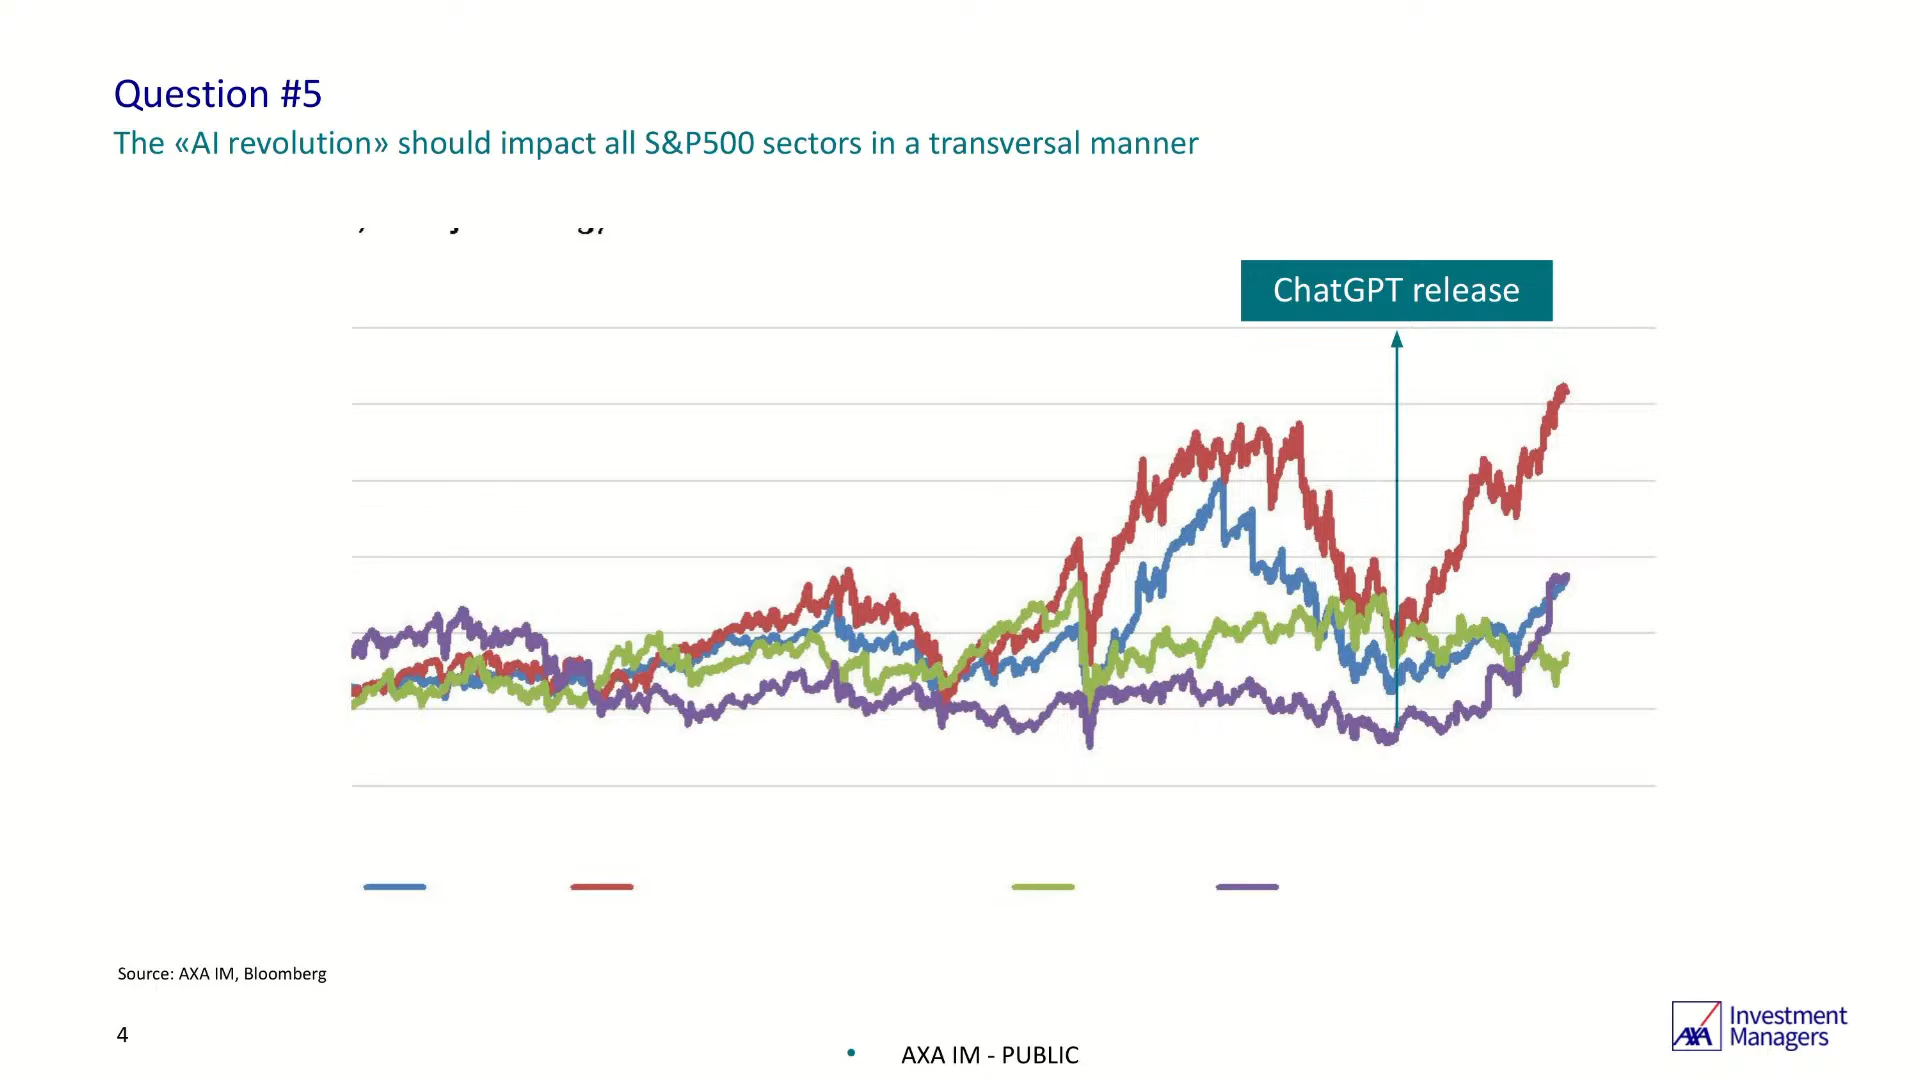 Question #5
The «AI revolution» should impact all S&P500 sectors in a transversal manner
ChatGPT release
Source: AXA IM, Bloomberg
4
• AXA IM - PUBLIC
AXA Investment
Managers